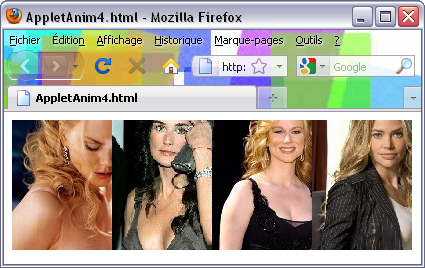 AppletAnim4.html - Mozilla Firefox
Fichier Édition Affichage Historique Marque-pages Outils ?
http: Google
AppletAnim4.html